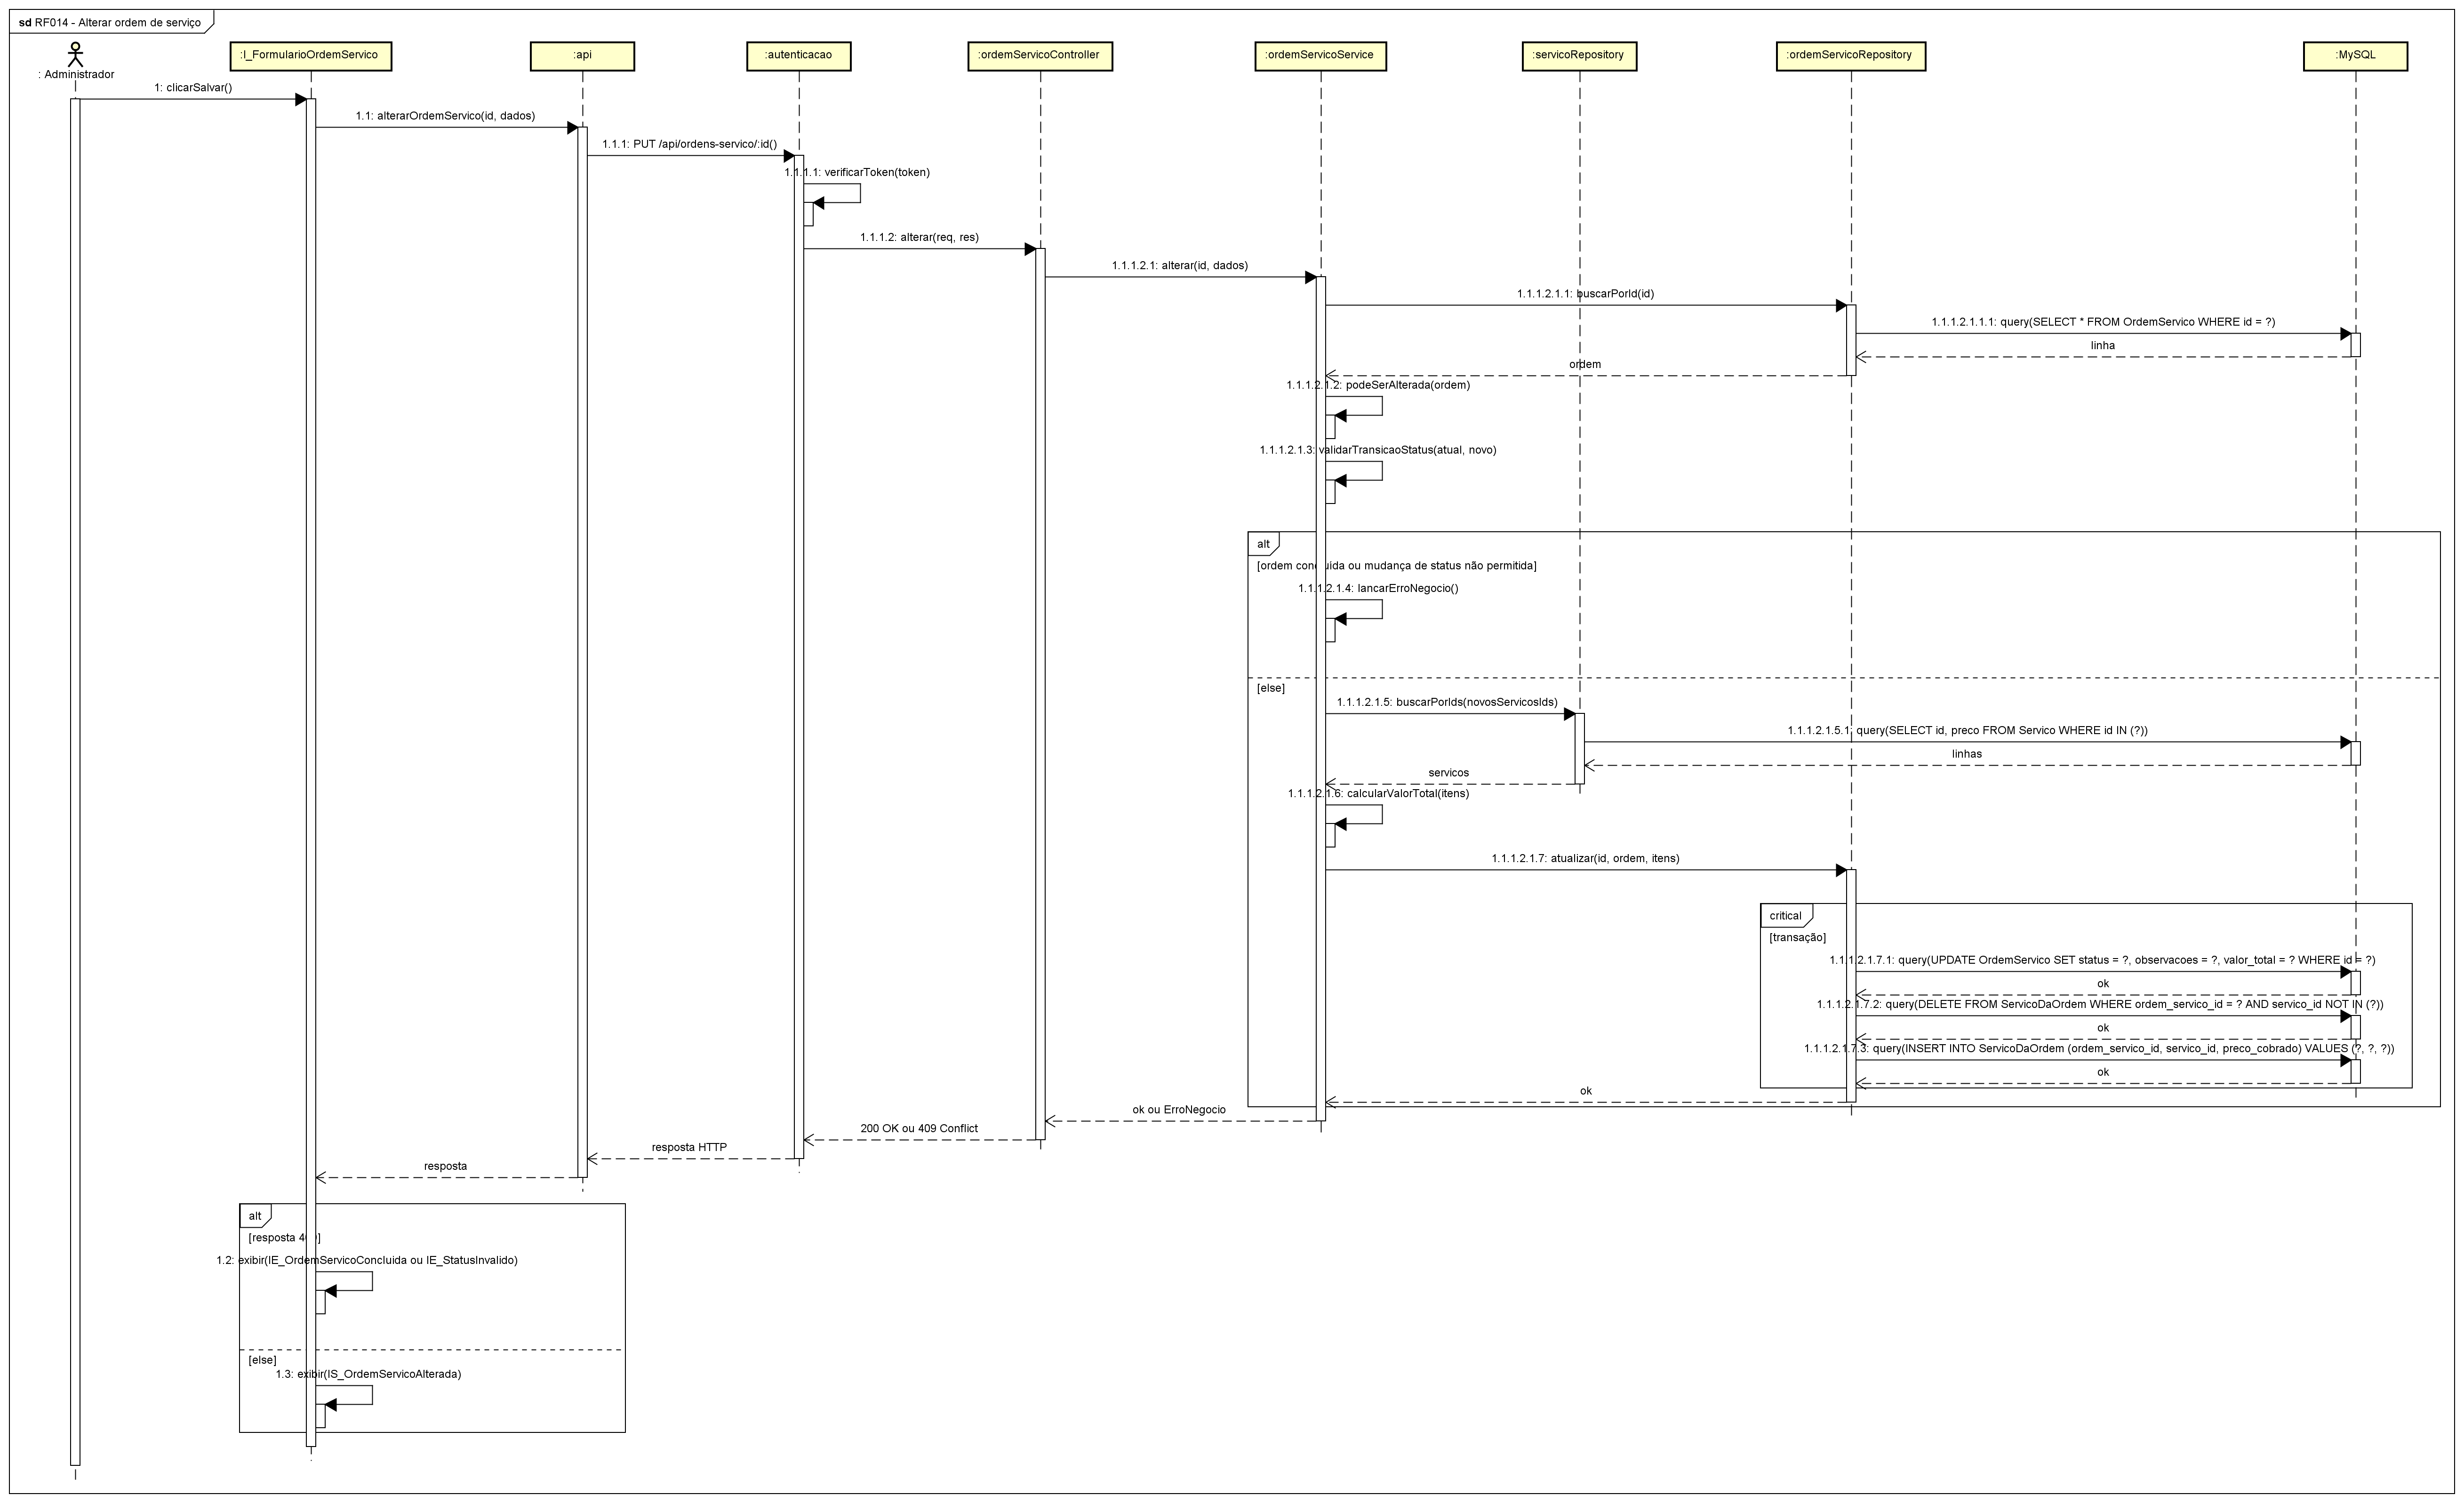 sd RF014 - Alterar ordem de serviço
: Administrador
:I_FormularioOrdemServico
:api
:autenticacao
:ordemServicoController
:ordemServicoService
:servicoRepository
:ordemServicoRepository
:MySQL
1: clicarSalvar()
1.1: alterarOrdemServico(id, dados)
1.1.1: PUT /api/ordens-servico/:id()
1.1.1.1: verificarToken(token)
1.1.1.2: alterar(req, res)
1.1.1.2.1: alterar(id, dados)
1.1.1.2.1.1: buscarPorId(id)
1.1.1.2.1.1.1: query(SELECT * FROM OrdemServico WHERE id = ?)
linha
ordem
1.1.1.2.1.2: podeSerAlterada(ordem)
1.1.1.2.1.3: validarTransicaoStatus(atual, novo)
alt
[ordem concluida ou mudança de status não permitida]
1.1.1.2.1.4: lancarErroNegocio()
[else]
1.1.1.2.1.5: buscarPorIds(novosServicosIds)
1.1.1.2.1.5.1: query(SELECT id, preco FROM Servico WHERE id IN (?))
linhas
servicos
1.1.1.2.1.6: calcularValorTotal(itens)
1.1.1.2.1.7: atualizar(id, ordem, itens)
critical
[transação]
1.1.1.2.1.7.1: query(UPDATE OrdemServico SET status = ?, observacoes = ?, valor_total = ? WHERE id = ?)
ok
1.1.1.2.1.7.2: query(DELETE FROM ServicoDaOrdem WHERE ordem_servico_id = ? AND servico_id NOT IN (?))
ok
1.1.1.2.1.7.3: query(INSERT INTO ServicoDaOrdem (ordem_servico_id, servico_id, preco_cobrado) VALUES (?, ?, ?))
ok
ok
ok ou ErroNegocio
200 OK ou 409 Conflict
resposta HTTP
resposta
alt
[resposta 409]
1.2: exibir(IE_OrdemServicoConcluida ou IE_StatusInvalido)
[else]
1.3: exibir(IS_OrdemServicoAlterada)